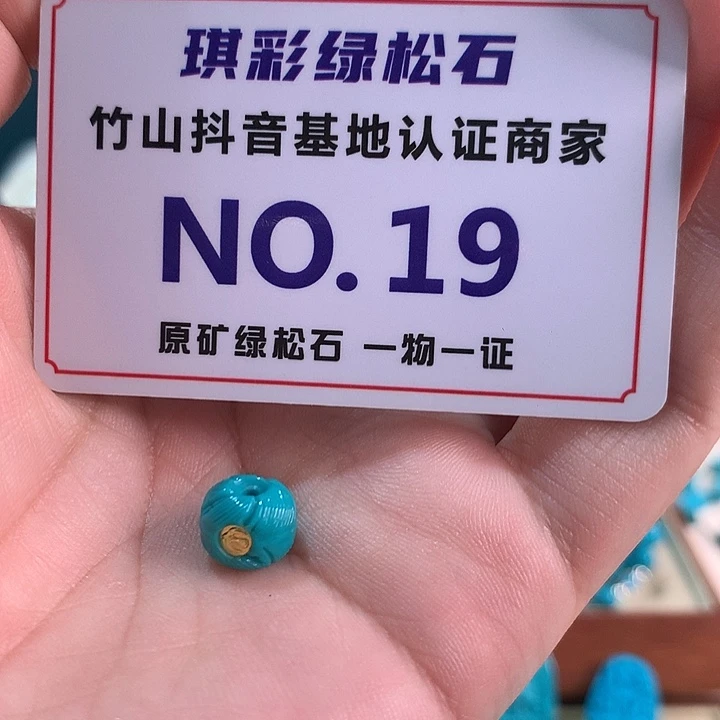 琪彩绿松石
竹山抖音基地认证商家
NO.19
原矿绿松石 一物一证